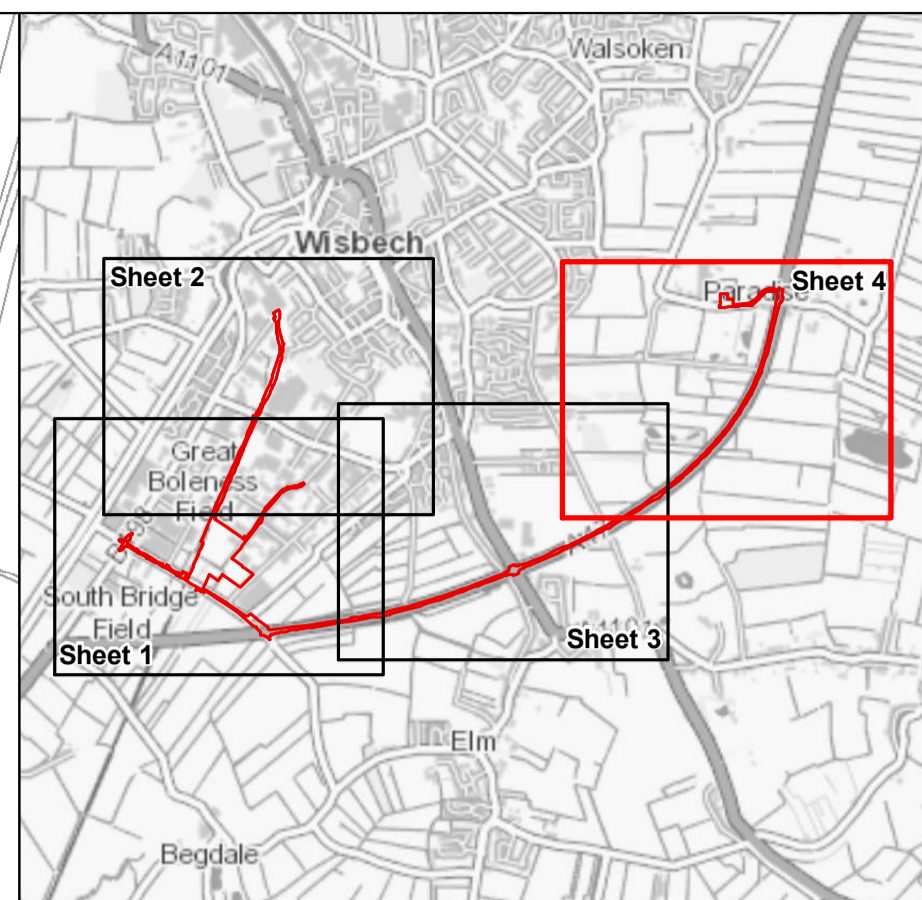 Walsoken
A1101
Wisbech
Sheet 2
Sheet 4
Paradise
Great
Boleness
Field
South Bridge
Field
Sheet 1
Sheet 3
Elm
Begdale